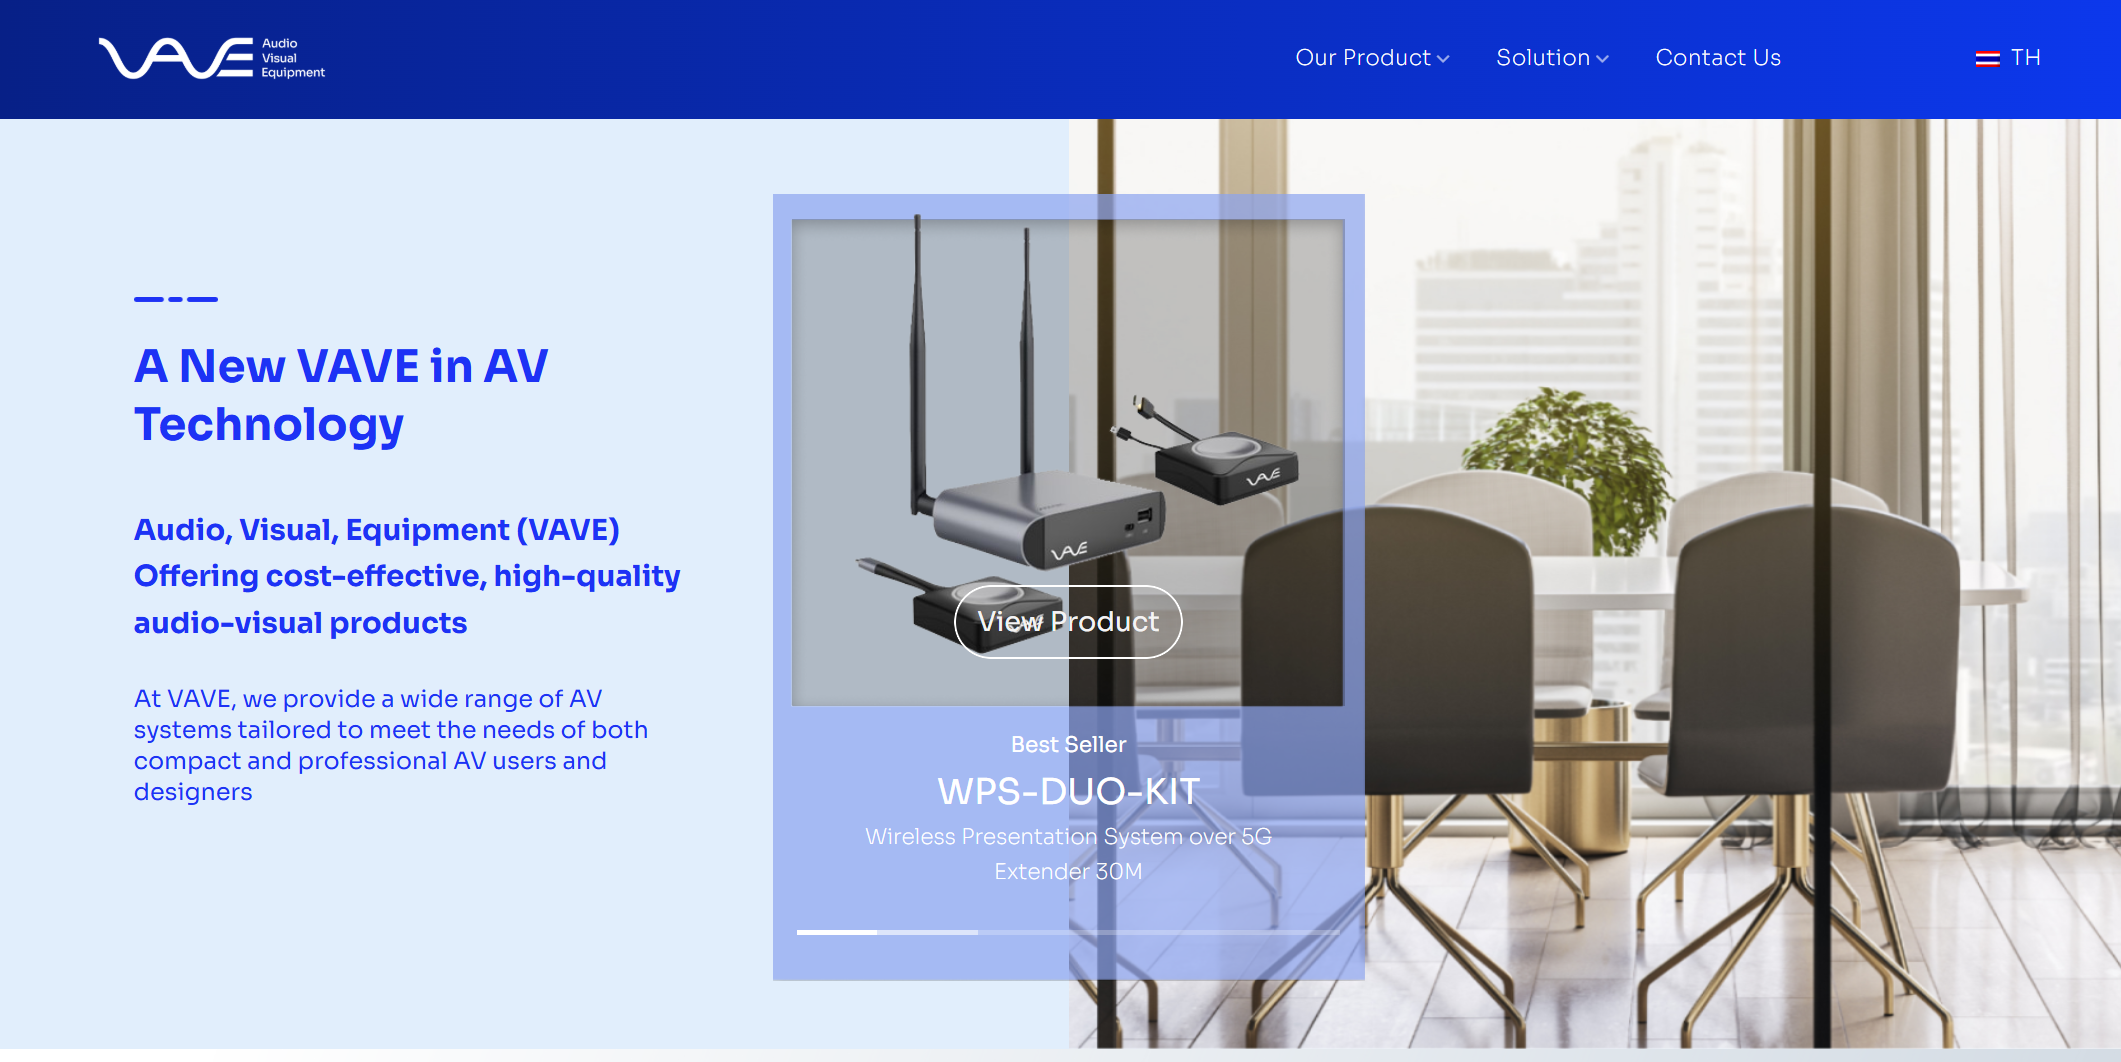 VAVE
Audio
Visual
Equipment
Our Product
Solution
Contact Us
TH
A New VAVE in AV
Technology
Audio, Visual, Equipment (VAVE)
Offering cost-effective, high-quality
audio-visual products
At VAVE, we provide a wide range of AV
systems tailored to meet the needs of both
compact and professional AV users and
designers
VAVE
VAVE
VAVE
View Product
Best Seller
WPS-DUO-KIT
Wireless Presentation System over 5G
Extender 30M